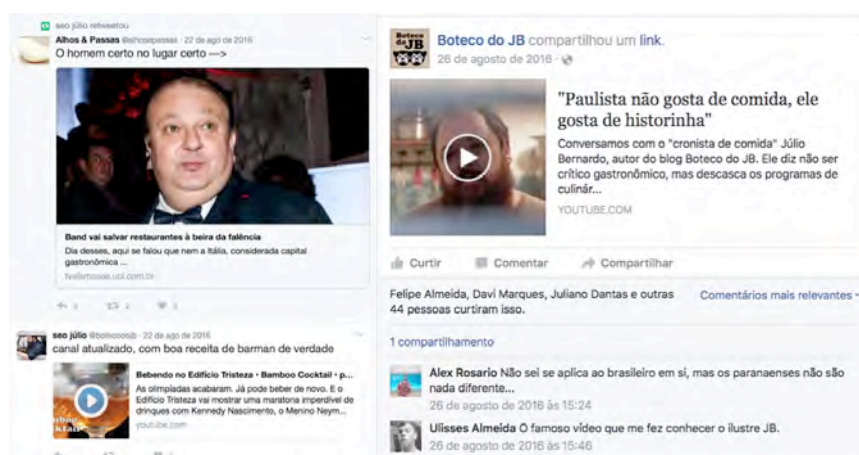 seo júlio retweetou
Alhos & Passas @alhosepassas · 22 de ago de 2016
O homem certo no lugar certo —>
Band vai salvar restaurantes à beira da falência
Dia desses, aqui se falou que nem a Itália, considerada capital
gastronômica ...
uol.com.br
seo júlio · 22 de ago de 2016
canal atualizado, com boa receita de barman de verdade
Bebendo no Edifício Tristeza • Bamboo Cocktail • p...
As olimpíadas acabaram. Já pode beber de novo. E o
Edifício Tristeza vai mostrar uma maratona imperdível de
drinques com Kennedy Nascimento, o Menino Neym...
youtube.com
Boteco
do JB
Boteco do JB compartilhou um link.
26 de agosto de 2016 ·
"Paulista não gosta de comida, ele
gosta de historinha"
Conversamos com o "cronista de comida" Júlio
Bernardo, autor do blog Boteco do JB. Ele diz não ser
crítico gastronômico, mas descasca os programas de
culinár...
YOUTUBE.COM
Curtir Comentar Compartilhar
Felipe Almeida, Davi Marques, Juliano Dantas e outras
44 pessoas curtiram isso.
Comentários mais relevantes
1 compartilhamento
Alex Rosario Não sei se aplica ao brasileiro em si, mas os paranaenses não são
nada diferente...
26 de agosto de 2016 às 15:24
Ulisses Almeida O famoso vídeo que me fez conhecer o ilustre JB.
26 de agosto de 2016 às 15:46